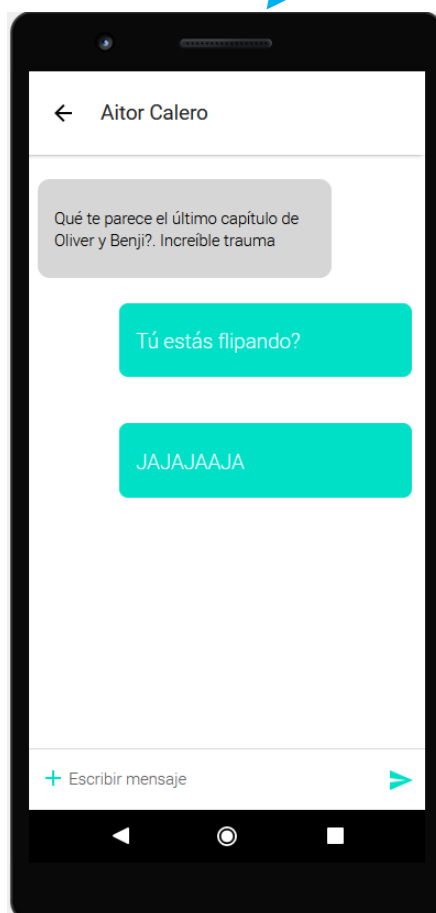 Aitor Calero
Qué te parece el último capítulo de
Oliver y Benji?. Increíble trauma
Tú estás flipando?
JAJAJAAJA
Escribir mensaje